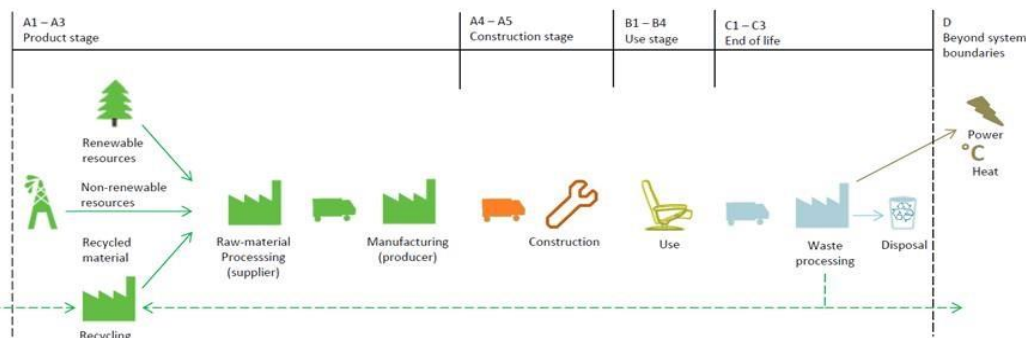 A1 – A3
Product stage
A4 – A5
Construction stage
B1 – B4
Use stage
C1 – C3
End of life
D
Beyond system
boundaries
Renewable
resources
Non-renewable
resources
Recycled
material
Raw-material
Processsing
(supplier)
Manufacturing
(producer)
Construction
Use
Waste
processing
Disposal
Power
°C
Heat
Recycling